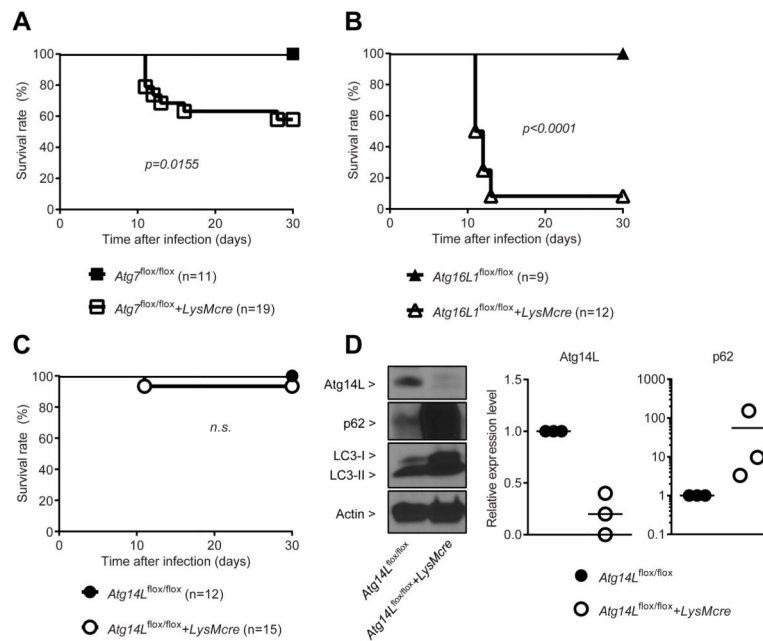 A
Survival rate (%)
100
80
60
40
20
0
p=0.0155
0
10
20
30
Time after infection (days)
Atg7flox/flox (n=11)
Atg7flox/flox+LysMcre (n=19)
B
Survival rate (%)
100
80
60
40
20
0
p<0.0001
0
10
20
30
Time after infection (days)
Atg16L1flox/flox (n=9)
Atg16L1flox/flox+LysMcre (n=12)
C
Survival rate (%)
100
80
60
40
20
0
n.s.
0
10
20
30
Time after infection (days)
Atg14Lflox/flox (n=12)
Atg14Lflox/flox+LysMcre (n=15)
D
Atg14L >
p62 >
LC3-I >
LC3-II >
Actin >
Atg14Lflox/flox
Atg14Lflox/flox+LysMcre
Atg14L
Relative expression level
1.5
1.0
0.5
0.0
p62
1000
100
10
1
0.1
Atg14Lflox/flox
Atg14Lflox/flox+LysMcre